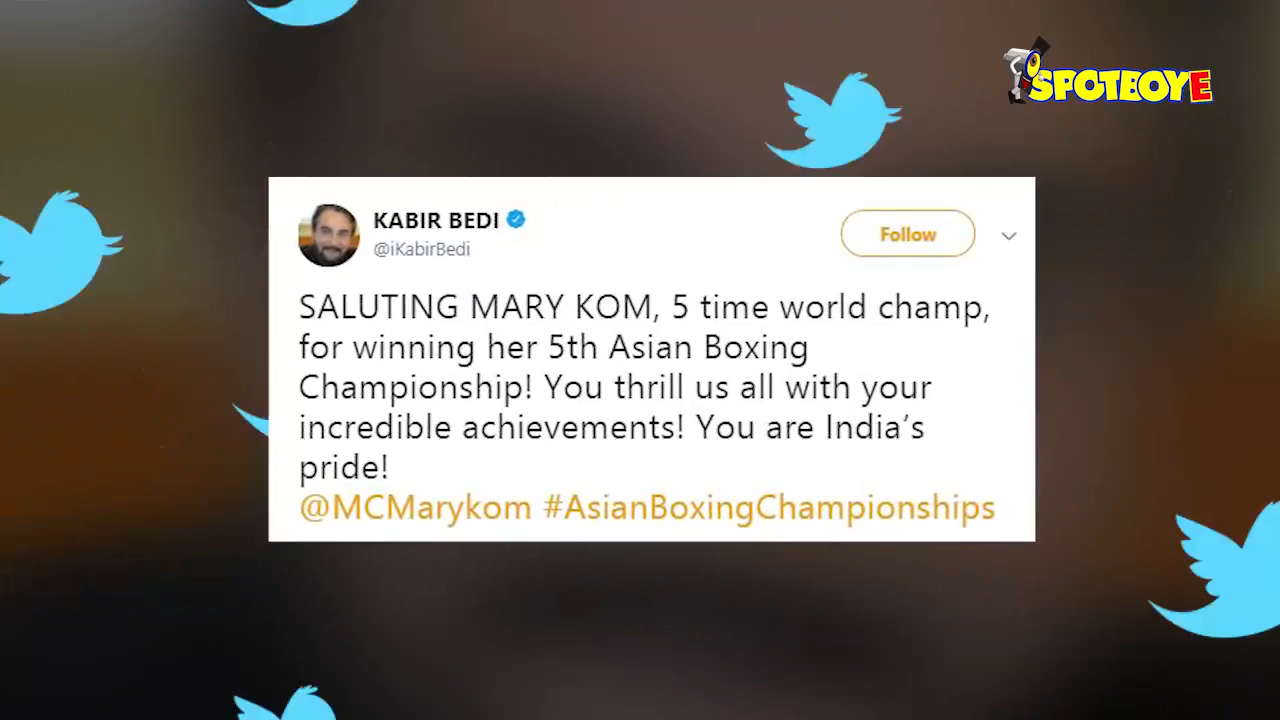 SPOTBOYE
KABIR BEDI
@iKabirBedi
Follow
SALUTING MARY KOM, 5 time world champ,
for winning her 5th Asian Boxing
Championship! You thrill us all with your
incredible achievements! You are India’s
pride!
@MCMarykom #AsianBoxingChampionships